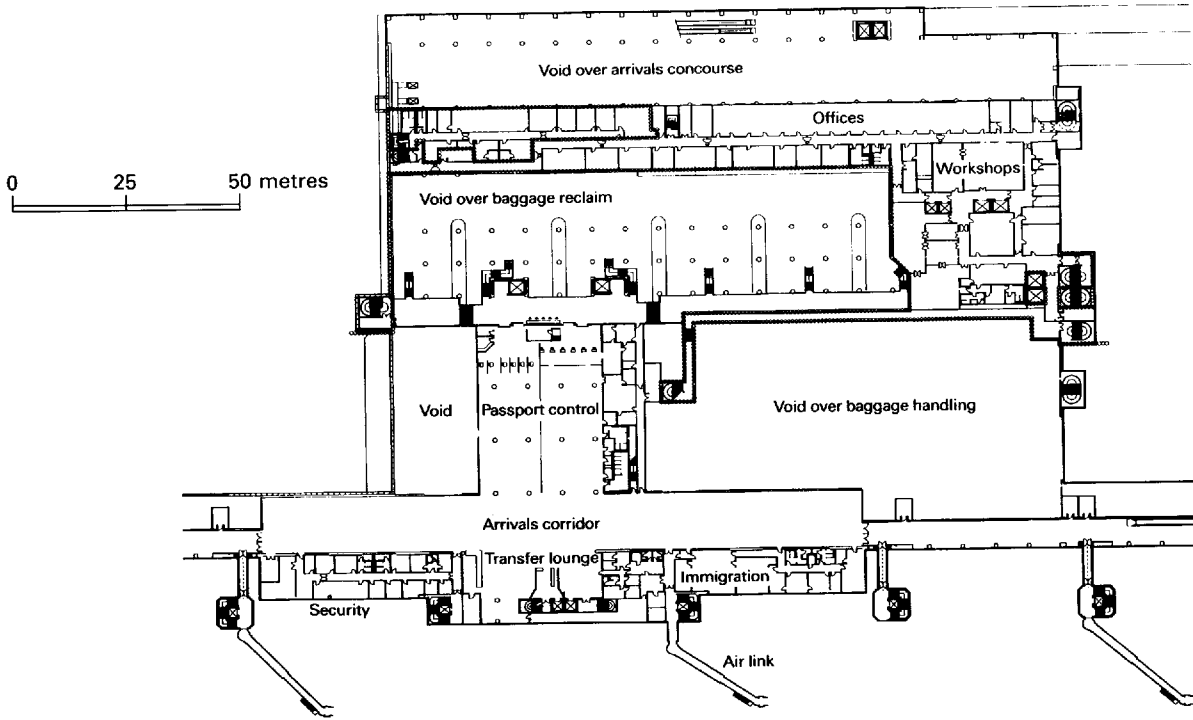 Void over arrivals concourse
Offices
Workshops
0 25 50 metres
Void over baggage reclaim
Void
Passport control
Void over baggage handling
Arrivals corridor
Transfer lounge
Immigration
Security
Air link